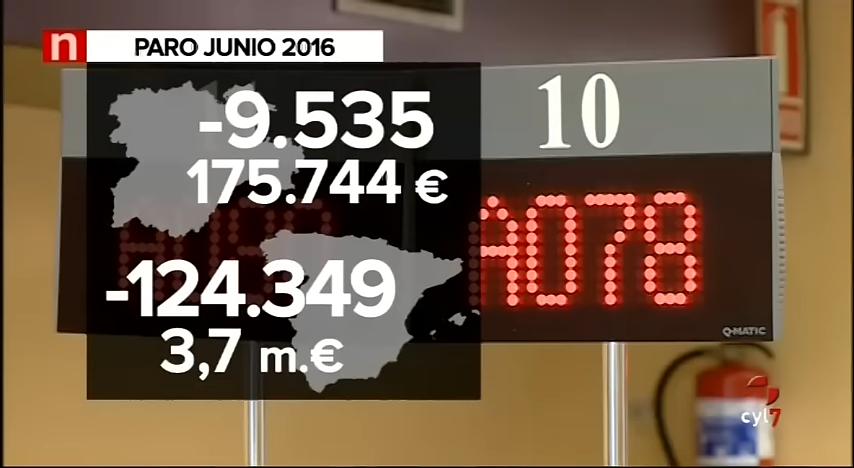 n PARO JUNIO 2016
-9.535
175.744 €
-124.349
3,7 m.€
10
A078
Q-MATIC
cyl7